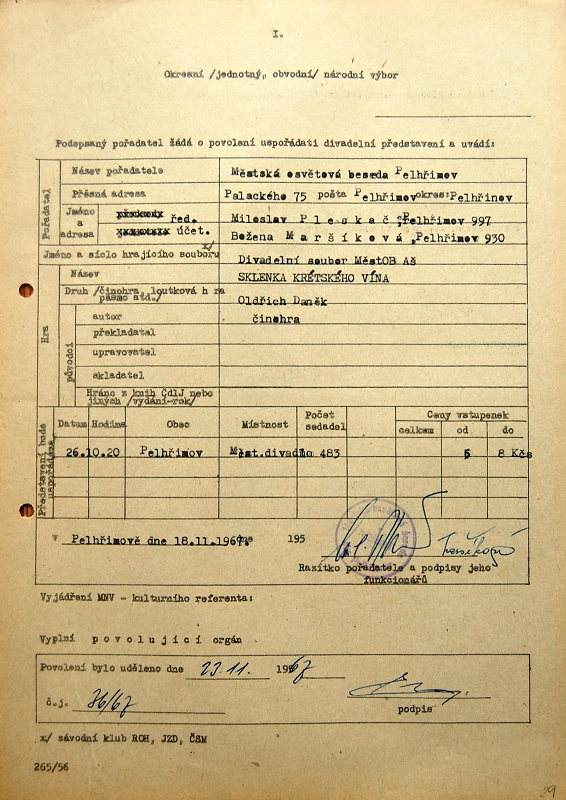 I.
Okresní /jednotný, obvodní/ národní výbor
Podepsaný pořadatel žádá o povolení uspořádati divadelní představení a uvádí:
Pořadatel
Název pořadatele Městská osvětová beseda Pelhřimov
Přesná adresa Palackého 75 pošta Pelhřimov okres: Pelhřimov
Jméno a adresa
řed. Miloslav P l e s k a č, Pelhřimov 997
účet. Božena M a r š í k o v á, Pelhřimov 930
Jméno a sídlo hrajícího souboru x/ Divadelní soubor MěstOB Aš
Hra
Název SKLENKA KRÉTSKÉHO VÍNA
Druh /činohra, loutková h ra
pásmo atd./
Oldřich Daněk
původci
autor činohra
překladatel
upravovatel
skladatel
Hráno z knih ČDLJ nebo
jiných /vydání-rok/
Představení bude uspořádáno
Datum Hodina Obec Místnost Počet sedadel Ceny vstupenek
celkem od do
26.10. 20 Pelhřimov Měst.divadlo 483 5 8 Kčs
v Pelhřimově dne 18.11.1967. dne 195
Razítko pořadatele a podpisy jeho
funkcionářů
Vyjádření MNV - kulturního referenta:
Vyplní p o v o l u j í c í orgán
Povolení bylo uděleno dne 23.11. 1967
č.j. 36/67
podpis
x/ závodní klub ROH, JZD, ČSM
265/56
29